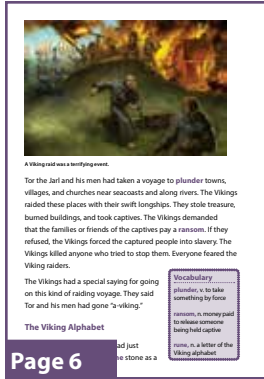 A Viking raid was a terrifying event.
Tor the Jarl and his men had taken a voyage to plunder towns,
villages, and churches near seacoasts and along rivers. The Vikings
raided these places with their swift longships. They stole treasure,
burned buildings, and took captives. The Vikings demanded
that the families or friends of the captives pay a ransom. If they
refused, the Vikings forced the captured people into slavery. The
Vikings killed anyone who tried to stop them. Everyone feared the
Viking raiders.
The Vikings had a special saying for going
on this kind of raiding voyage. They said
Tor and his men had gone “a-viking.”
The Viking Alphabet
ad just
ne stone as a
Vocabulary
plunder, v. to take
something by force
ransom, n. money paid
to release someone
being held captive
rune, n. a letter of the
Viking alphabet
Page 6